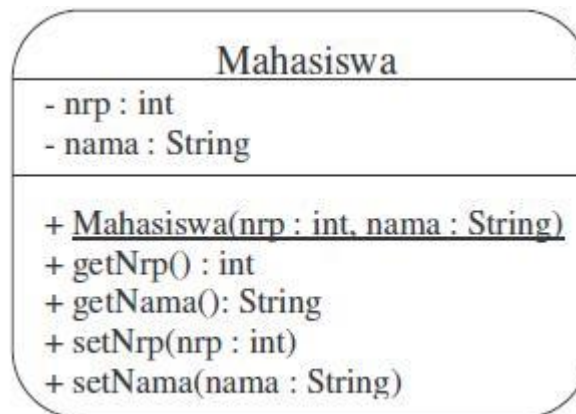 Mahasiswa
- nrp : int
- nama : String
+ Mahasiswa(nrp : int, nama : String)
+ getNrp() : int
+ getNama(): String
+ setNrp(nrp : int)
+ setNama(nama : String)